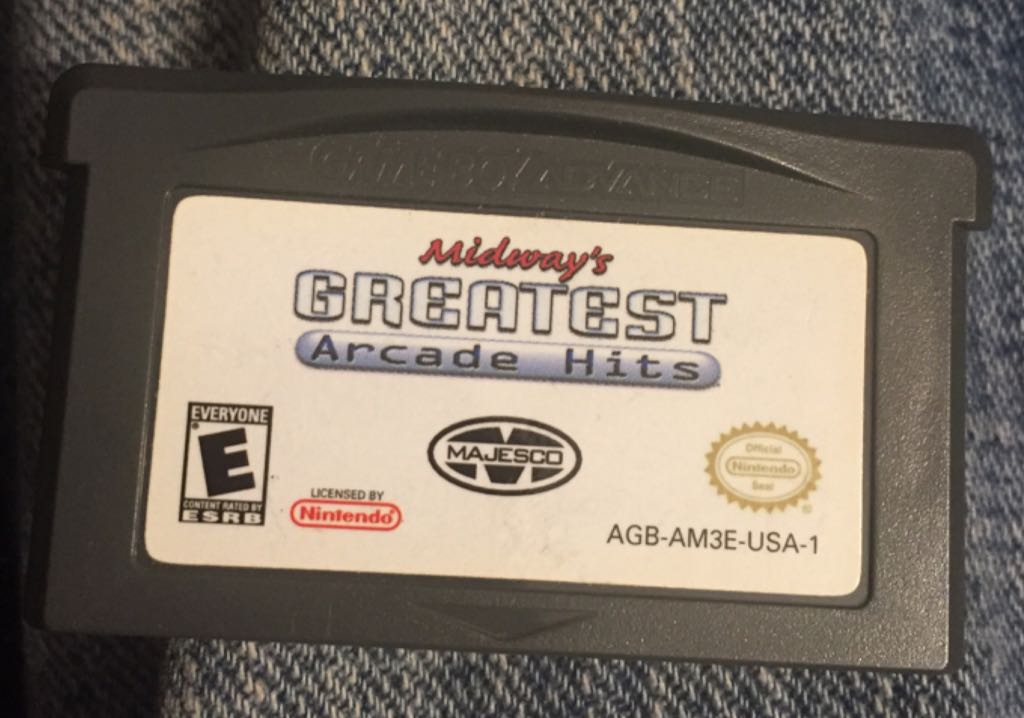 GAME BOY ADVANCE
Midway's
GREATEST
Arcade Hits
EVERYONE
E
CONTENT RATED BY
ESRB
LICENSED BY
Nintendo
MAJESCO
Official
Nintendo
Seal
AGB-AM3E-USA-1